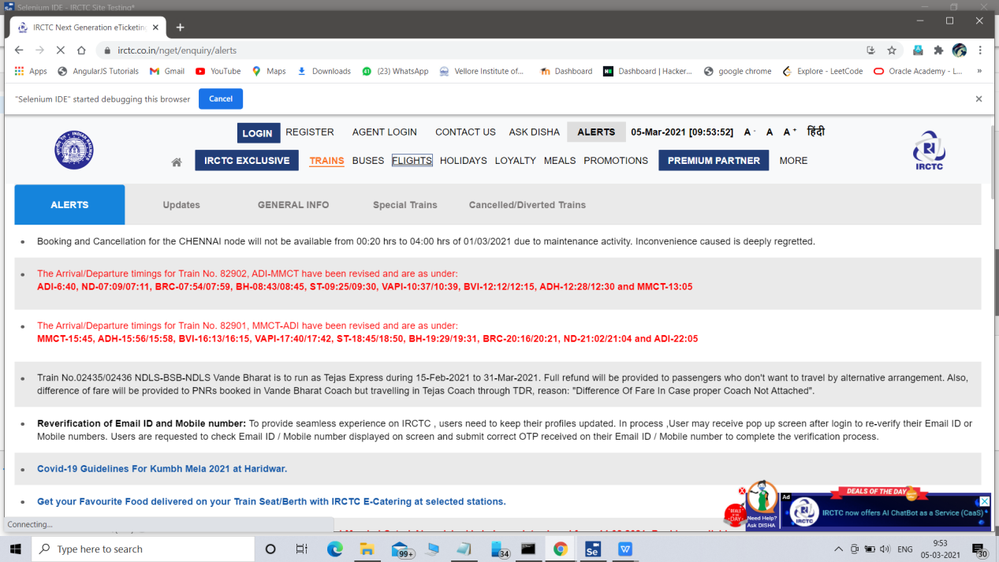 Selenium IDE - IRCTC Site Testing*
IRCTC Next Generation eTicketing
irctc.co.in/nget/enquiry/alerts
Apps AngularJS Tutorials Gmail YouTube Maps Downloads (23) WhatsApp Vellore Institute of... Dashboard Dashboard | Hacker... google chrome Explore - LeetCode Oracle Academy - L... »
"Selenium IDE" started debugging this browser Cancel
LOGIN REGISTER AGENT LOGIN CONTACT US ASK DISHA ALERTS 05-Mar-2021 [09:53:52] A- A A+ हिंदी
IRCTC EXCLUSIVE TRAINS BUSES FLIGHTS HOLIDAYS LOYALTY MEALS PROMOTIONS PREMIUM PARTNER MORE
IRCTC
ALERTS Updates GENERAL INFO Special Trains Cancelled/Diverted Trains
Booking and Cancellation for the CHENNAI node will not be available from 00:20 hrs to 04:00 hrs of 01/03/2021 due to maintenance activity. Inconvenience caused is deeply regretted.
The Arrival/Departure timings for Train No. 82902, ADI-MMCT have been revised and are as under:
ADI-6:40, ND-07:09/07:11, BRC-07:54/07:59, BH-08:43/08:45, ST-09:25/09:30, VAPI-10:37/10:39, BVI-12:12/12:15, ADH-12:28/12:30 and MMCT-13:05
The Arrival/Departure timings for Train No. 82901, MMCT-ADI have been revised and are as under:
MMCT-15:45, ADH-15:56/15:58, BVI-16:13/16:15, VAPI-17:40/17:42, ST-18:45/18:50, BH-19:29/19:31, BRC-20:16/20:21, ND-21:02/21:04 and ADI-22:05
Train No.02435/02436 NDLS-BSB-NDLS Vande Bharat is to run as Tejas Express during 15-Feb-2021 to 31-Mar-2021. Full refund will be provided to passengers who don't want to travel by alternative arrangement. Also,
difference of fare will be provided to PNRs booked in Vande Bharat Coach but travelling in Tejas Coach through TDR, reason: "Difference Of Fare In Case proper Coach Not Attached".
Reverification of Email ID and Mobile number: To provide seamless experience on IRCTC , users need to keep their profiles updated. In process ,User may receive pop up screen after login to re-verify their Email ID or
Mobile numbers. Users are requested to check Email ID / Mobile number displayed on screen and submit correct OTP received on their Email ID / Mobile number to complete the verification process.
Covid-19 Guidelines For Kumbh Mela 2021 at Haridwar.
Get your Favourite Food delivered on your Train Seat/Berth with IRCTC E-Catering at selected stations.
DEALS OF THE DAY
Need Help?
Ask DISHA
Ad
DEALS OF THE DAY
IRCTC
IRCTC now offers AI ChatBot as a Service (CaaS)
Connecting...
Type here to search
99+
34
Se
ENG
9:53
05-03-2021
30